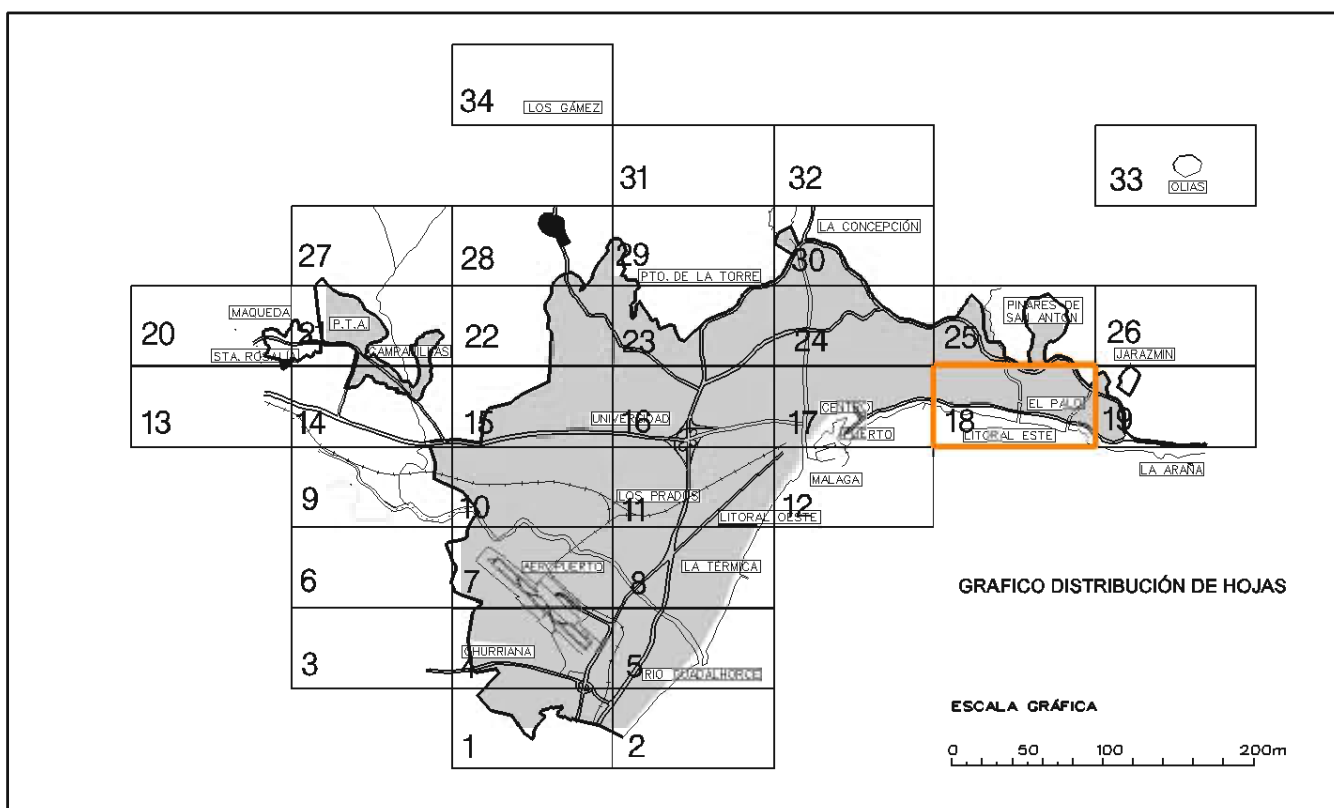 34 LOS GÁMEZ
31
32
33
OLIAS
LA CONCEPCIÓN
27
28
29
PTO. DE LA TORRE
30
MAQUEDA
P.T.A.
PINARES DE
SAN ANTÓN
20
STA. ROSALIA
21
CAMPANILLAS
22
23
24
25
26
JARAZMIN
13
14
15
UNIVERSIDAD
16
17
CENTRO
PUERTO
18
EL PALO
LITORAL ESTE
19
LA ARAÑA
MALAGA
9
10
LOS PRADOS
11
LITORAL OESTE
12
6
7
AEROPUERTO
8
LA TÉRMICA
GRAFICO DISTRIBUCIÓN DE HOJAS
3
CHURRIANA
5
RIO GUADALHORCE
1
2
ESCALA GRÁFICA
0 50 100 200m